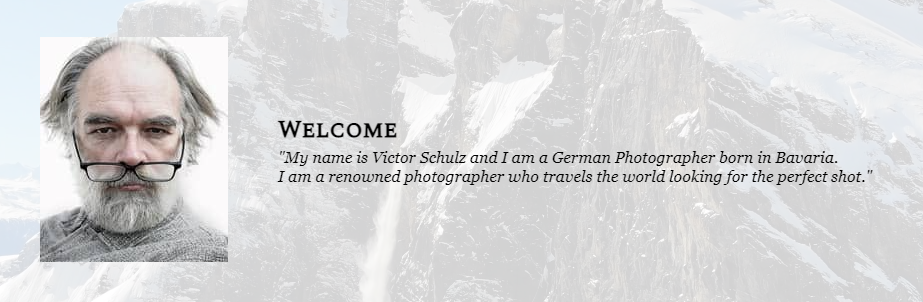 Welcome
"My name is Victor Schulz and I am a German Photographer born in Bavaria.
I am a renowned photographer who travels the world looking for the perfect shot."